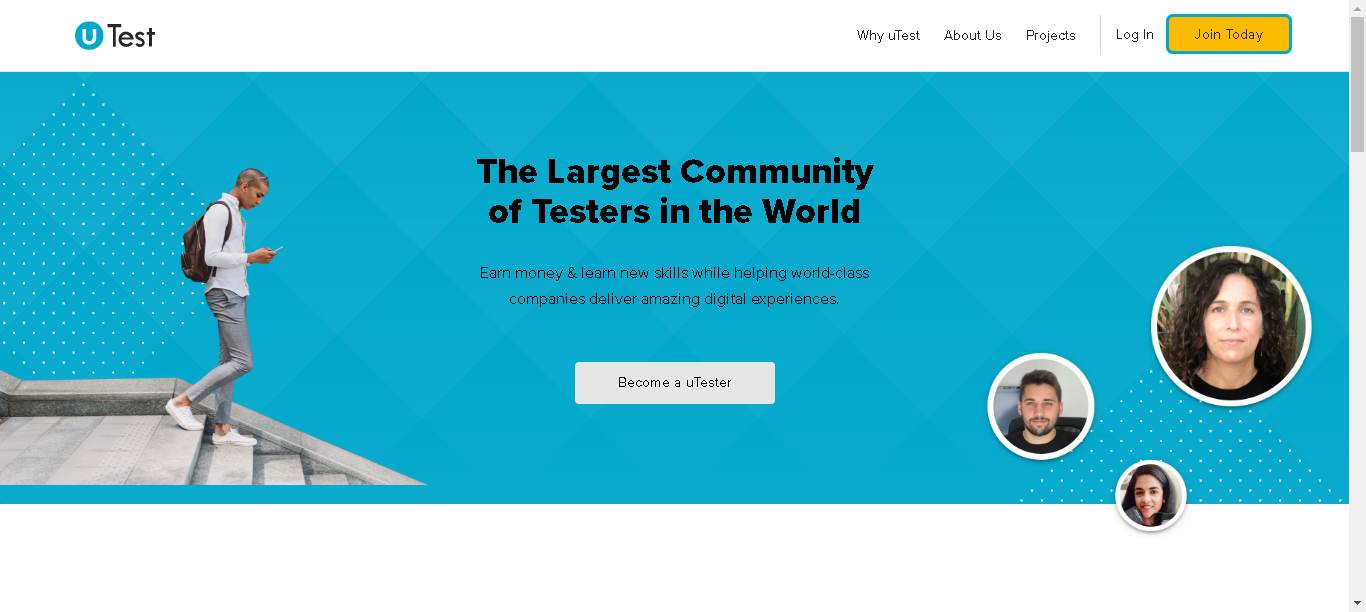 uTest
Why uTest
About Us
Projects
Log In
Join Today
The Largest Community
of Testers in the World
Earn money & learn new skills while helping world-class
companies deliver amazing digital experiences.
Become a uTester